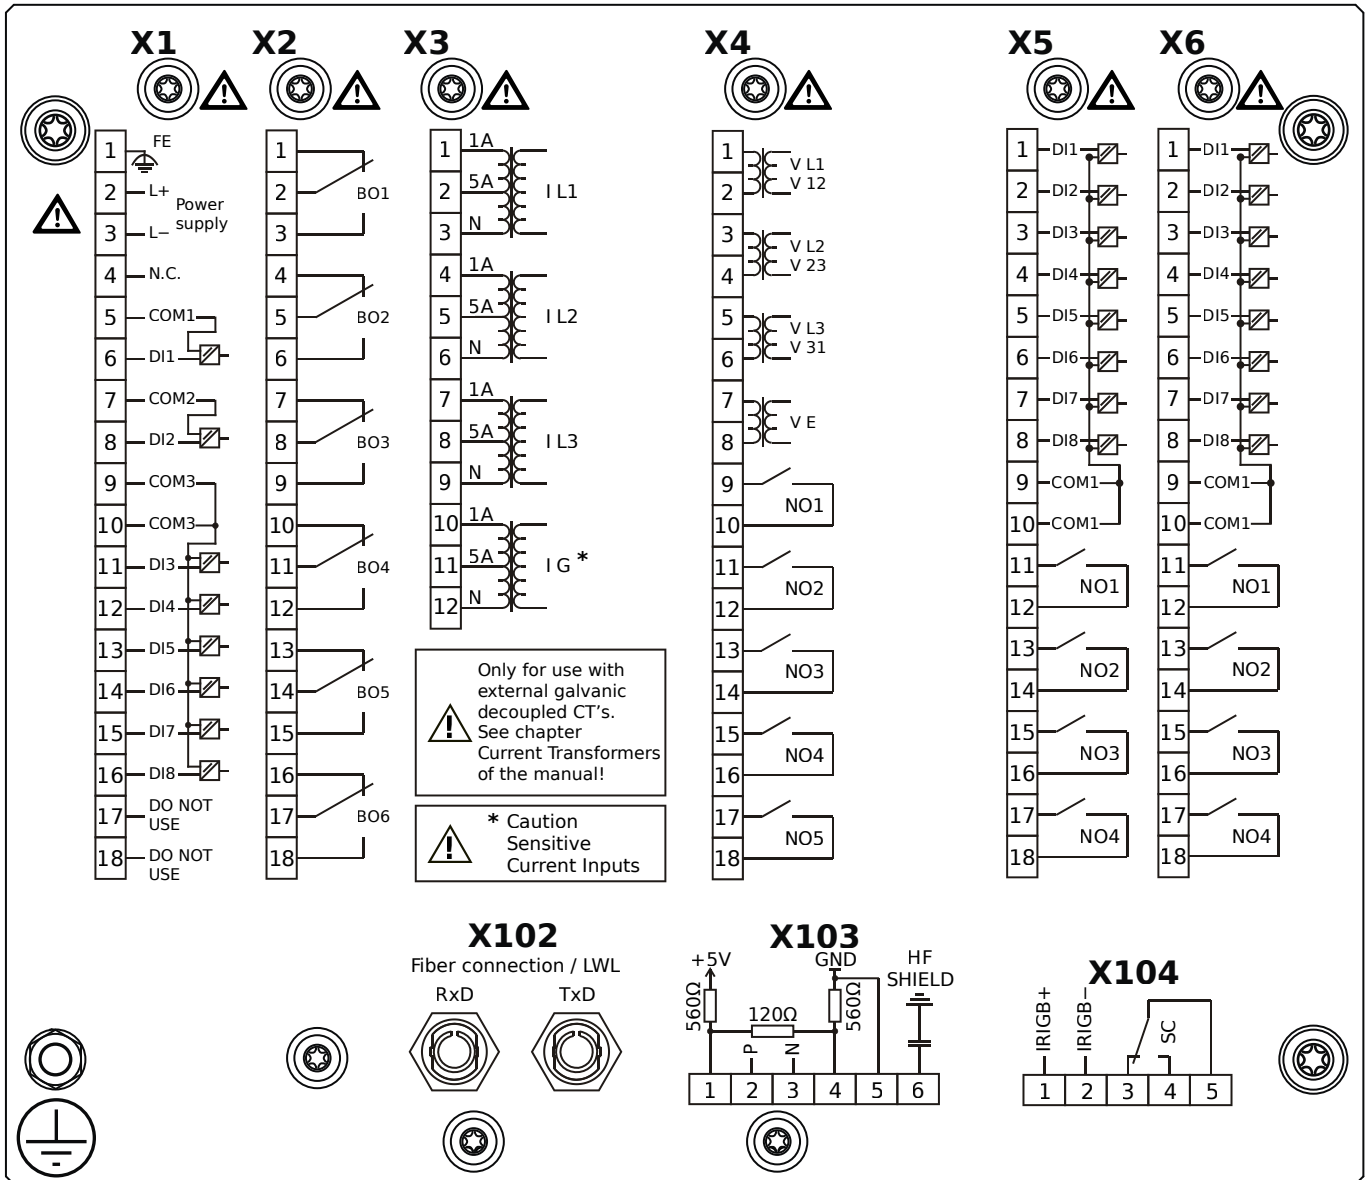 X1
1 FE
2 L+
Power
supply
3 L−
4 N.C.
5 COM1
6 DI1
7 COM2
8 DI2
9 COM3
10 COM3
11 DI3
12 DI4
13 DI5
14 DI6
15 DI7
16 DI8
17 DO NOT
USE
18 DO NOT
USE
X2
1
2 BO1
3
4
5 BO2
6
7
8 BO3
9
10
11 BO4
12
13
14 BO5
15
16
17 BO6
18
X3
1 1A
2 5A I L1
3 N
4 1A
5 5A I L2
6 N
7 1A
8 5A I L3
9 N
10 1A
11 5A I G *
12 N
Only for use with
external galvanic
decoupled CT's.
See chapter
Current Transformers
of the manual!
* Caution
Sensitive
Current Inputs
X4
1 V L1
2 V 12
3 V L2
4 V 23
5 V L3
6 V 31
7 V E
8
9
NO1
10
11
NO2
12
13
NO3
14
15
NO4
16
17
NO5
18
X5
1 DI1
2 DI2
3 DI3
4 DI4
5 DI5
6 DI6
7 DI7
8 DI8
9 COM1
10 COM1
11
NO1
12
13
NO2
14
15
NO3
16
17
NO4
18
X6
1 DI1
2 DI2
3 DI3
4 DI4
5 DI5
6 DI6
7 DI7
8 DI8
9 COM1
10 COM1
11
NO1
12
13
NO2
14
15
NO3
16
17
NO4
18
X102
Fiber connection / LWL
RxD TxD
X103
+5V GND HF
SHIELD
560Ω 120Ω 560Ω
P N
1 2 3 4 5 6
X104
IRIGB+ IRIGB− SC
1 2 3 4 5